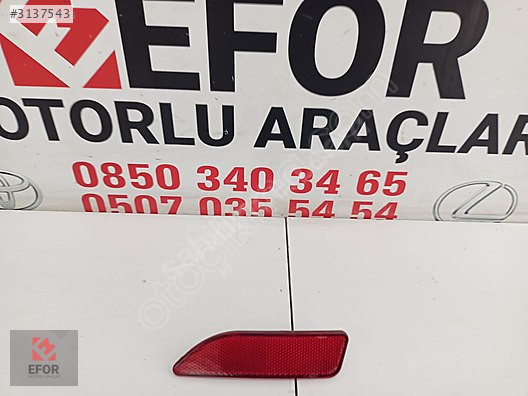 #3137543
EFOR
OTORLU ARAÇLAR
0850 340 34 65
0507 035 54 54
EFOR